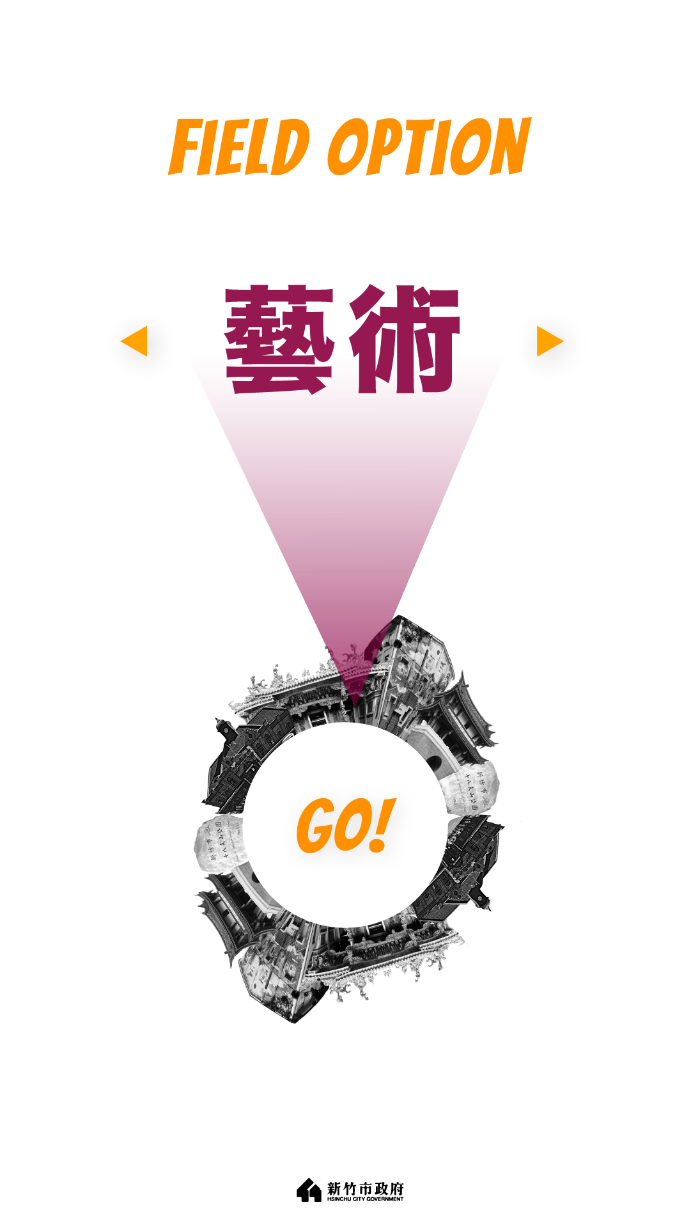 FIELD OPTION
藝術
GO!
新竹市政府
HSINCHU CITY GOVERNMENT